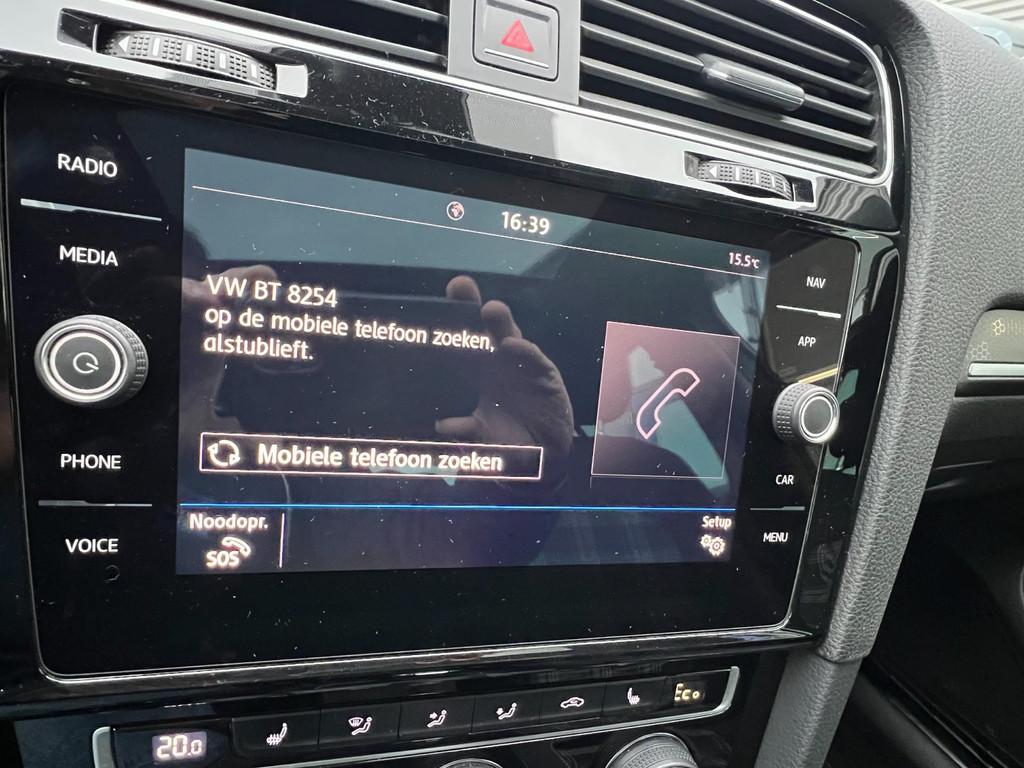 RADIO
MEDIA
PHONE
VOICE
16:39
15.5°C
VW BT 8254
op de mobiele telefoon zoeken,
alstublieft.
Mobiele telefoon zoeken
Noodopr.
SOS
Setup
NAV
APP
CAR
MENU
20.0
Eco